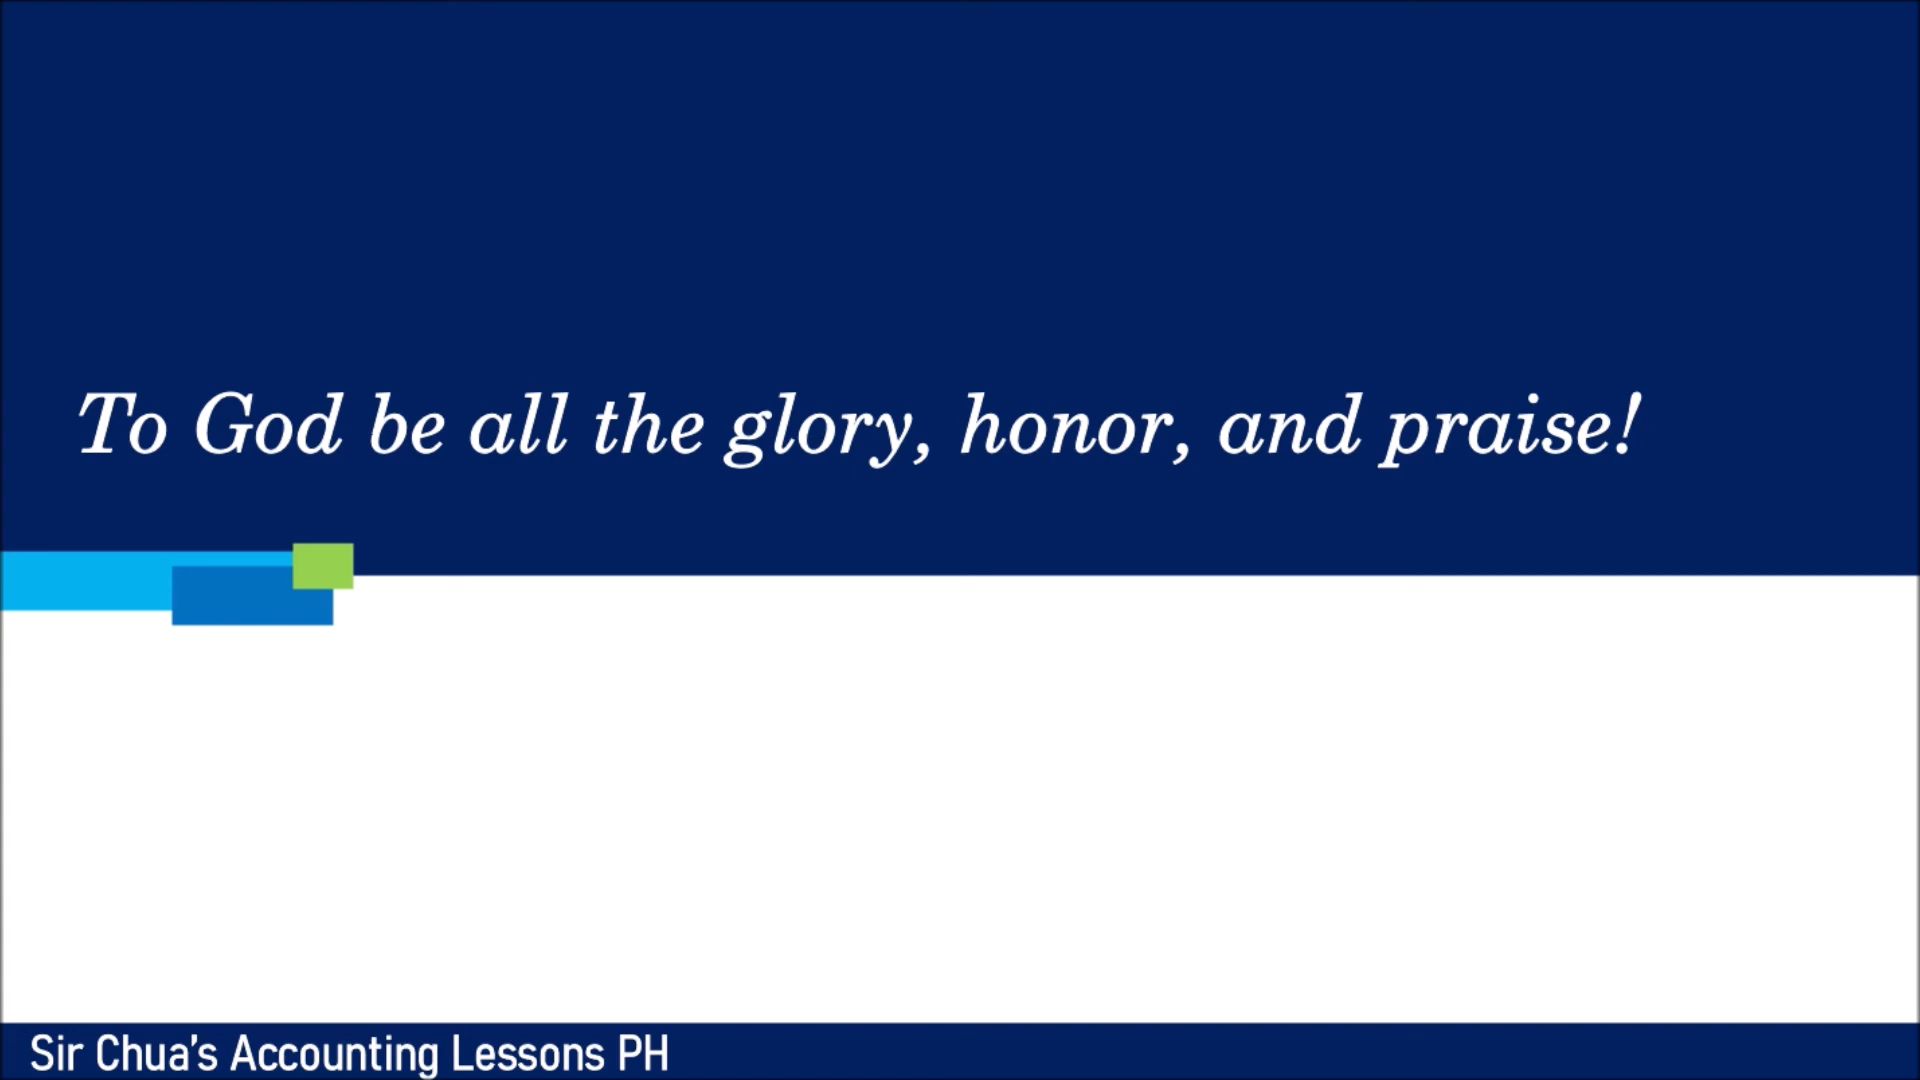 To God be all the glory, honor, and praise!
Sir Chua's Accounting Lessons PH